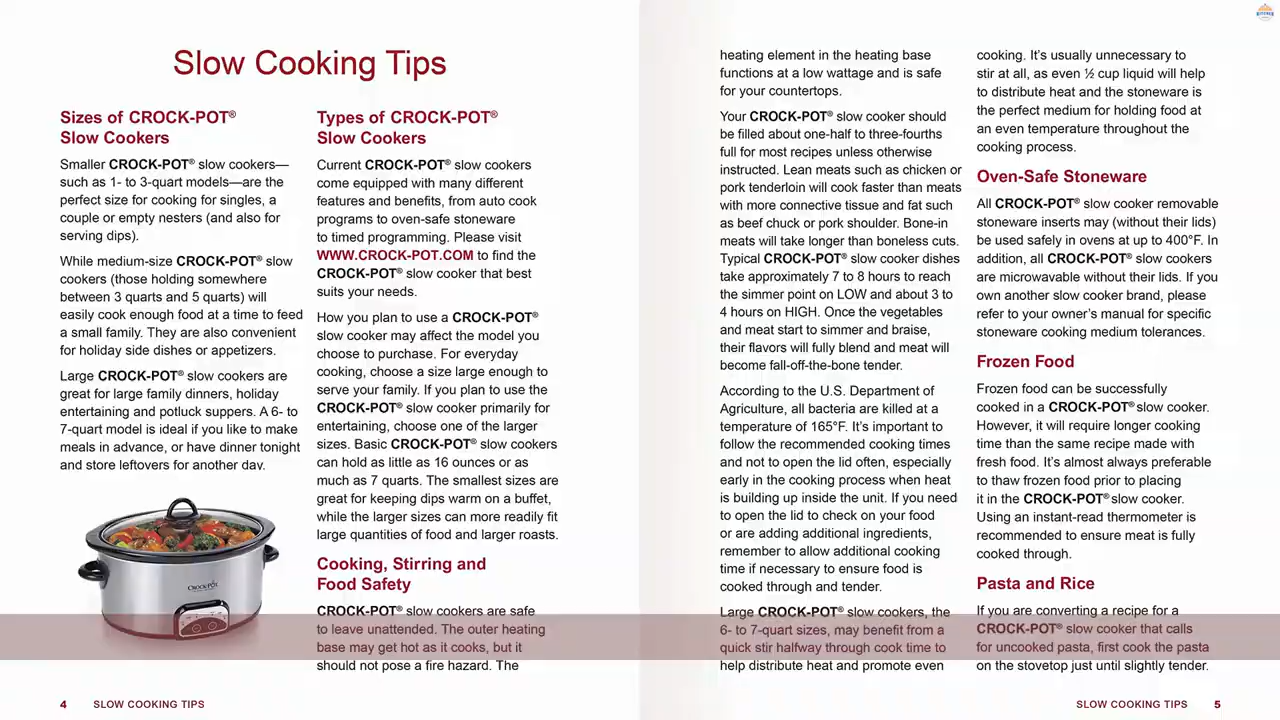 Slow Cooking Tips
Sizes of CROCK-POT®
Slow Cookers
Smaller CROCK-POT® slow cookers—
such as 1- to 3-quart models—are the
perfect size for cooking for singles, a
couple or empty nesters (and also for
serving dips).
While medium-size CROCK-POT® slow
cookers (those holding somewhere
between 3 quarts and 5 quarts) will
easily cook enough food at a time to feed
a small family. They are also convenient
for holiday side dishes or appetizers.
Large CROCK-POT® slow cookers are
great for large family dinners, holiday
entertaining and potluck suppers. A 6- to
7-quart model is ideal if you like to make
meals in advance, or have dinner tonight
and store leftovers for another day.
CROCK·POT
Types of CROCK-POT®
Slow Cookers
Current CROCK-POT® slow cookers
come equipped with many different
features and benefits, from auto cook
programs to oven-safe stoneware
to timed programming. Please visit
WWW.CROCK-POT.COM to find the
CROCK-POT® slow cooker that best
suits your needs.
How you plan to use a CROCK-POT®
slow cooker may affect the model you
choose to purchase. For everyday
cooking, choose a size large enough to
serve your family. If you plan to use the
CROCK-POT® slow cooker primarily for
entertaining, choose one of the larger
sizes. Basic CROCK-POT® slow cookers
can hold as little as 16 ounces or as
much as 7 quarts. The smallest sizes are
great for keeping dips warm on a buffet,
while the larger sizes can more readily fit
large quantities of food and larger roasts.
Cooking, Stirring and
Food Safety
CROCK-POT® slow cookers are safe
to leave unattended. The outer heating
base may get hot as it cooks, but it
should not pose a fire hazard. The
4 SLOW COOKING TIPS
heating element in the heating base
functions at a low wattage and is safe
for your countertops.
Your CROCK-POT® slow cooker should
be filled about one-half to three-fourths
full for most recipes unless otherwise
instructed. Lean meats such as chicken or
pork tenderloin will cook faster than meats
with more connective tissue and fat such
as beef chuck or pork shoulder. Bone-in
meats will take longer than boneless cuts.
Typical CROCK-POT® slow cooker dishes
take approximately 7 to 8 hours to reach
the simmer point on LOW and about 3 to
4 hours on HIGH. Once the vegetables
and meat start to simmer and braise,
their flavors will fully blend and meat will
become fall-off-the-bone tender.
According to the U.S. Department of
Agriculture, all bacteria are killed at a
temperature of 165°F. It's important to
follow the recommended cooking times
and not to open the lid often, especially
early in the cooking process when heat
is building up inside the unit. If you need
to open the lid to check on your food
or are adding additional ingredients,
remember to allow additional cooking
time if necessary to ensure food is
cooked through and tender.
Large CROCK-POT® slow cookers, the
6- to 7-quart sizes, may benefit from a
quick stir halfway through cook time to
help distribute heat and promote even
cooking. It's usually unnecessary to
stir at all, as even ½ cup liquid will help
to distribute heat and the stoneware is
the perfect medium for holding food at
an even temperature throughout the
cooking process.
Oven-Safe Stoneware
All CROCK-POT® slow cooker removable
stoneware inserts may (without their lids)
be used safely in ovens at up to 400°F. In
addition, all CROCK-POT® slow cookers
are microwavable without their lids. If you
own another slow cooker brand, please
refer to your owner's manual for specific
stoneware cooking medium tolerances.
Frozen Food
Frozen food can be successfully
cooked in a CROCK-POT® slow cooker.
However, it will require longer cooking
time than the same recipe made with
fresh food. It's almost always preferable
to thaw frozen food prior to placing
it in the CROCK-POT® slow cooker.
Using an instant-read thermometer is
recommended to ensure meat is fully
cooked through.
Pasta and Rice
If you are converting a recipe for a
CROCK-POT® slow cooker that calls
for uncooked pasta, first cook the pasta
on the stovetop just until slightly tender.
SLOW COOKING TIPS 5